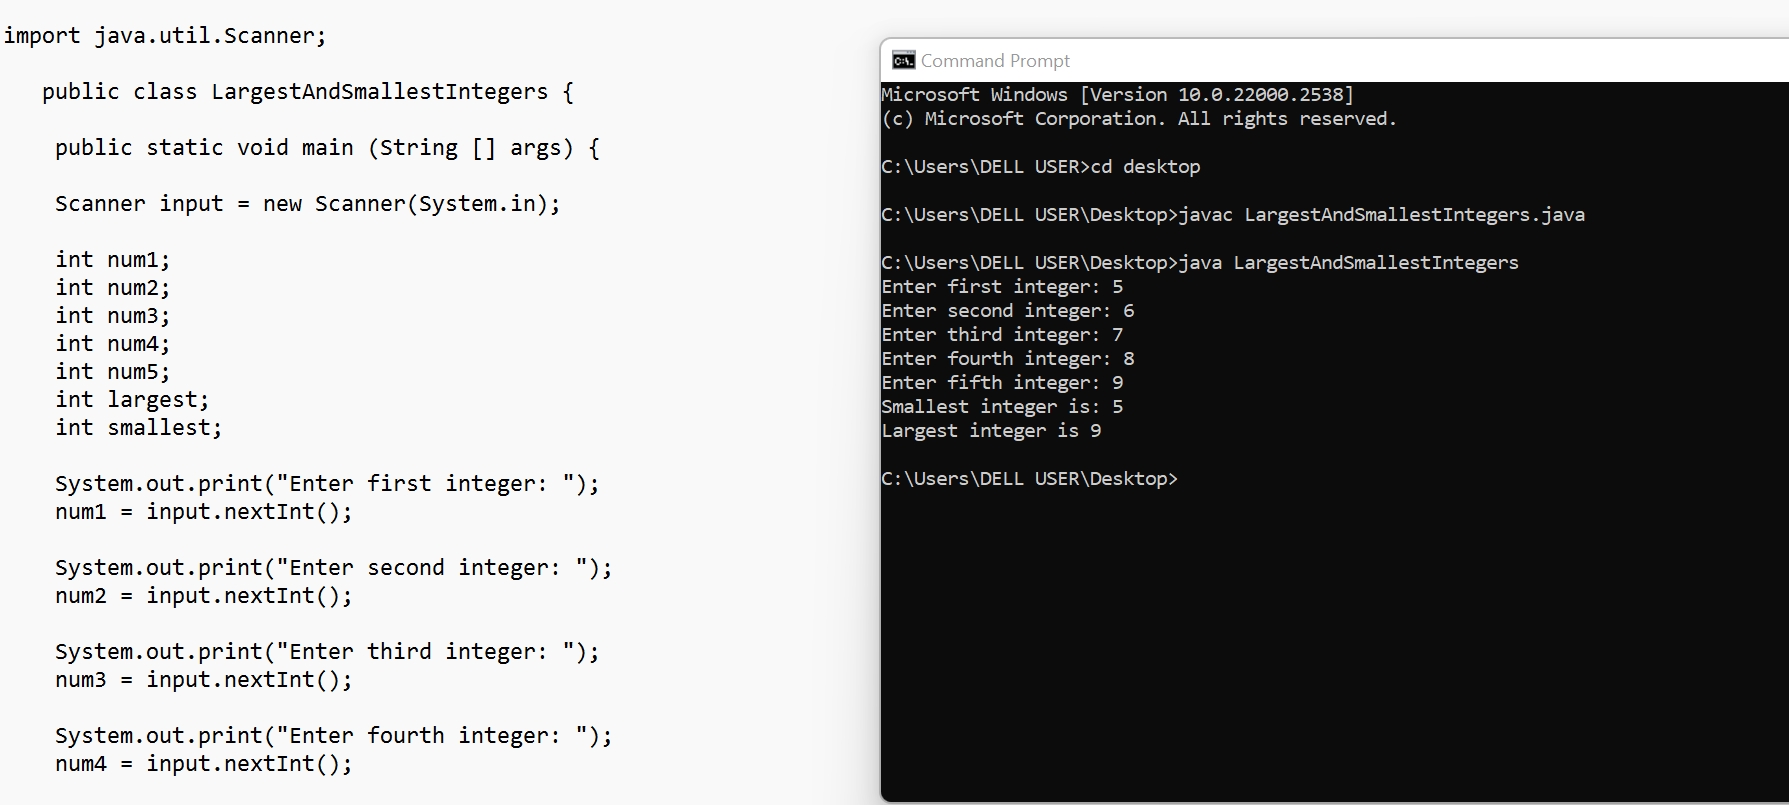 import java.util.Scanner;
public class LargestAndSmallestIntegers {
public static void main (String [] args) {
Scanner input = new Scanner(System.in);
int num1;
int num2;
int num3;
int num4;
int num5;
int largest;
int smallest;
System.out.print("Enter first integer: ");
num1 = input.nextInt();
System.out.print("Enter second integer: ");
num2 = input.nextInt();
System.out.print("Enter third integer: ");
num3 = input.nextInt();
System.out.print("Enter fourth integer: ");
num4 = input.nextInt();
Command Prompt
Microsoft Windows [Version 10.0.22000.2538]
(c) Microsoft Corporation. All rights reserved.
C:\Users\DELL USER>cd desktop
C:\Users\DELL USER\Desktop>javac LargestAndSmallestIntegers.java
C:\Users\DELL USER\Desktop>java LargestAndSmallestIntegers
Enter first integer: 5
Enter second integer: 6
Enter third integer: 7
Enter fourth integer: 8
Enter fifth integer: 9
Smallest integer is: 5
Largest integer is 9
C:\Users\DELL USER\Desktop>